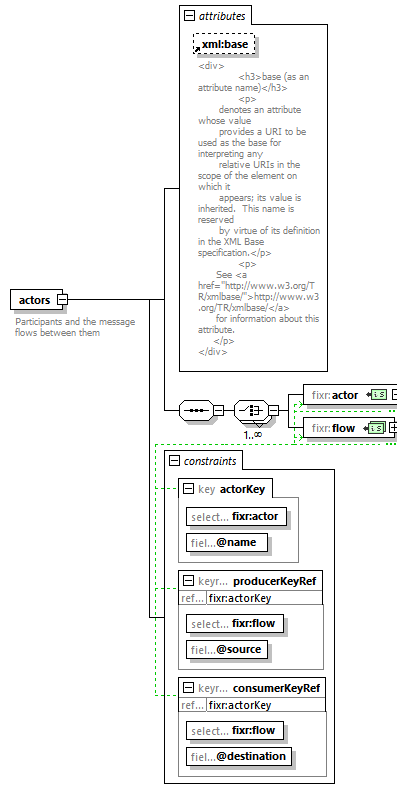 attributes
xml:base
<div>
<h3>base (as an
attribute name)</h3>
<p>
denotes an attribute
whose value
provides a URI to be
used as the base for
interpreting any
relative URIs in the
scope of the element on
which it
appears; its value is
inherited.  This name is
reserved
by virtue of its definition
in the XML Base
specification.</p>
<p>
See <a
href="http://www.w3.org/TR
/xmlbase/">http://www.w3
.org/TR/xmlbase/</a>
for information about this
attribute.
</p>
</div>
actors
Participants and the message
flows between them
fixr:actor
is
fixr:flow
is
1..∞
constraints
key actorKey
select... fixr:actor
fiel... @name
keyr... producerKeyRef
ref... fixr:actorKey
select... fixr:flow
fiel... @source
keyr... consumerKeyRef
ref... fixr:actorKey
select... fixr:flow
fiel... @destination